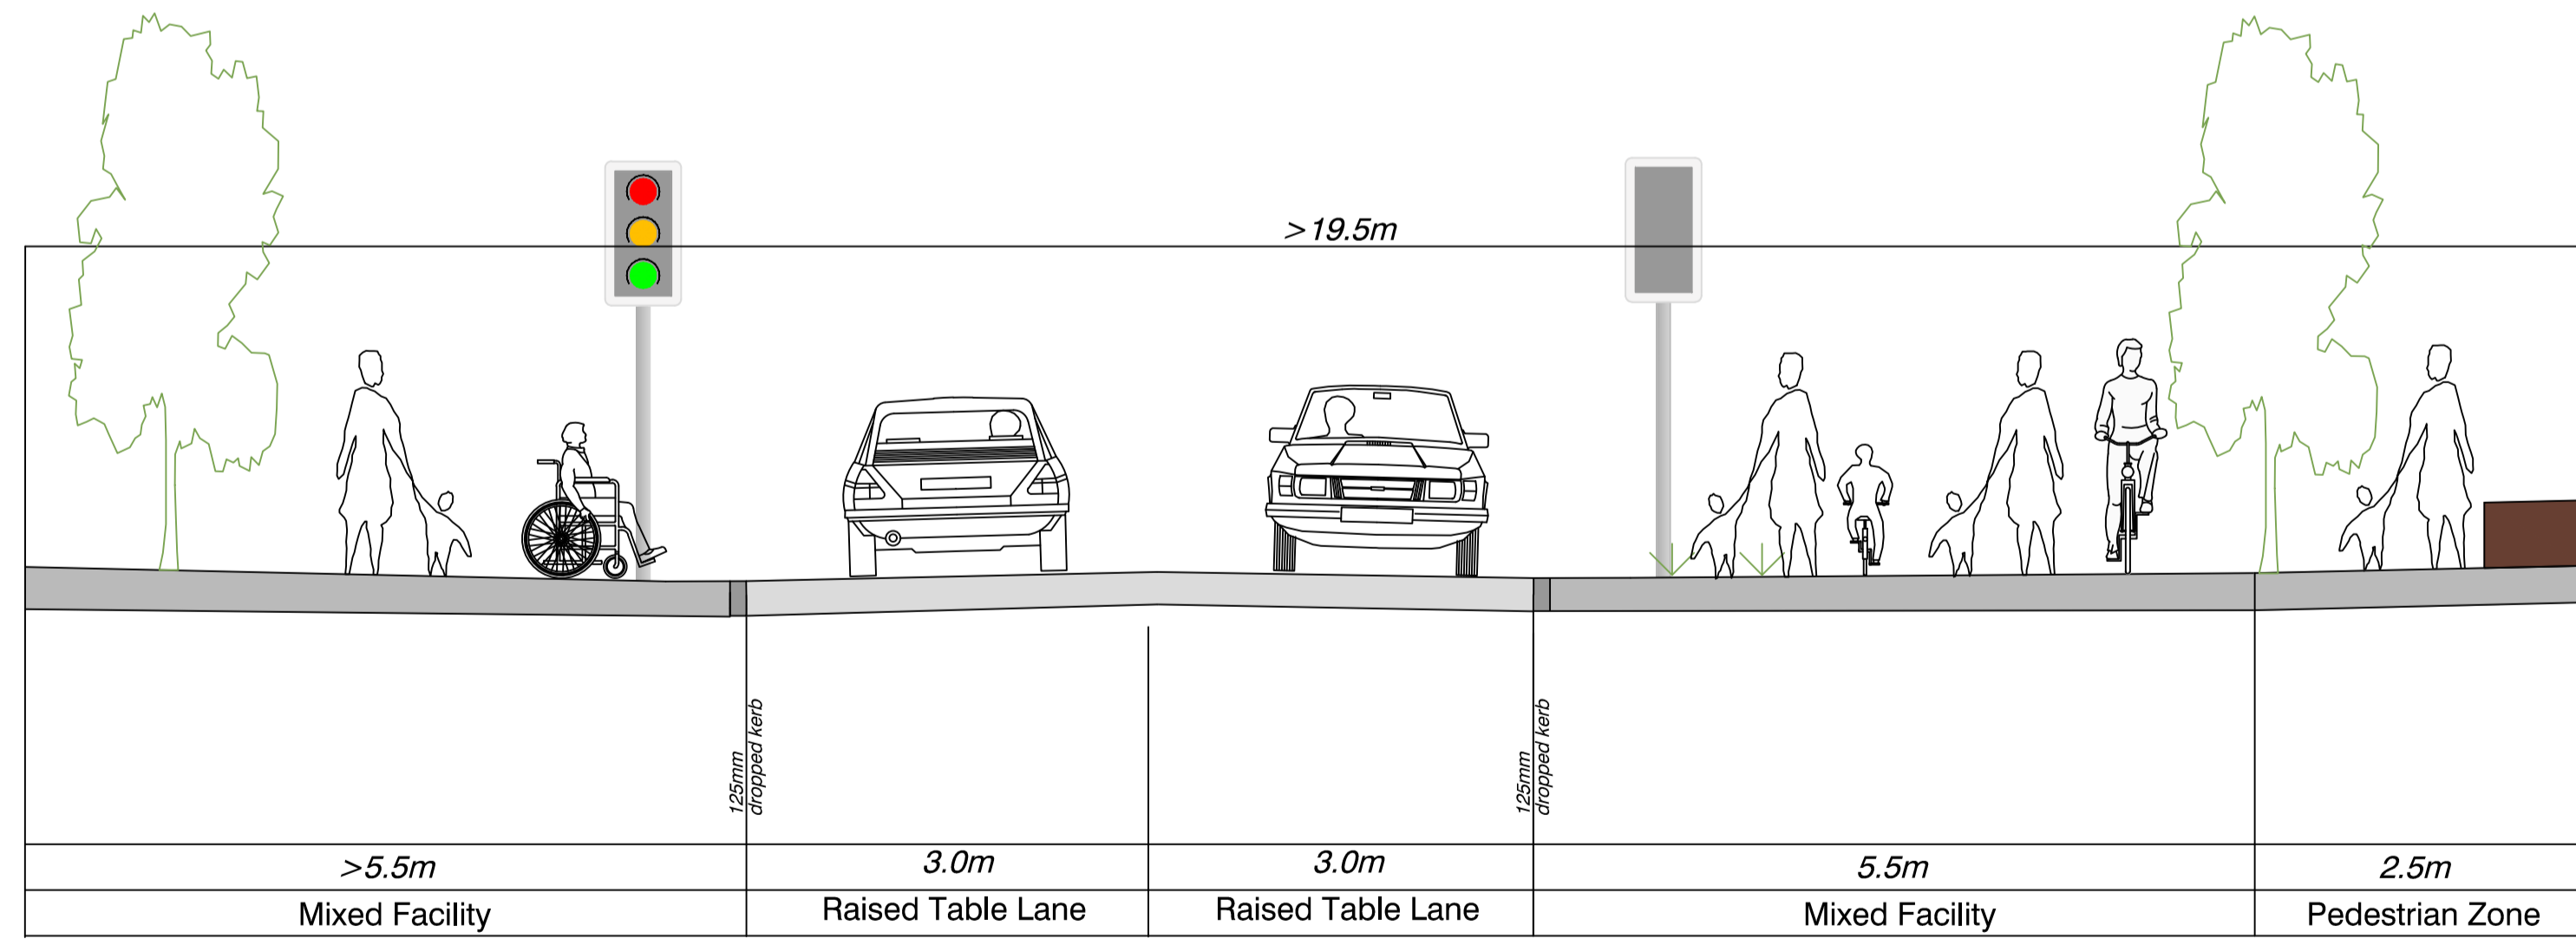 >19.5m
125mm
dropped kerb
125mm
dropped kerb
>5.5m
3.0m
3.0m
5.5m
2.5m
Mixed Facility
Raised Table Lane
Raised Table Lane
Mixed Facility
Pedestrian Zone